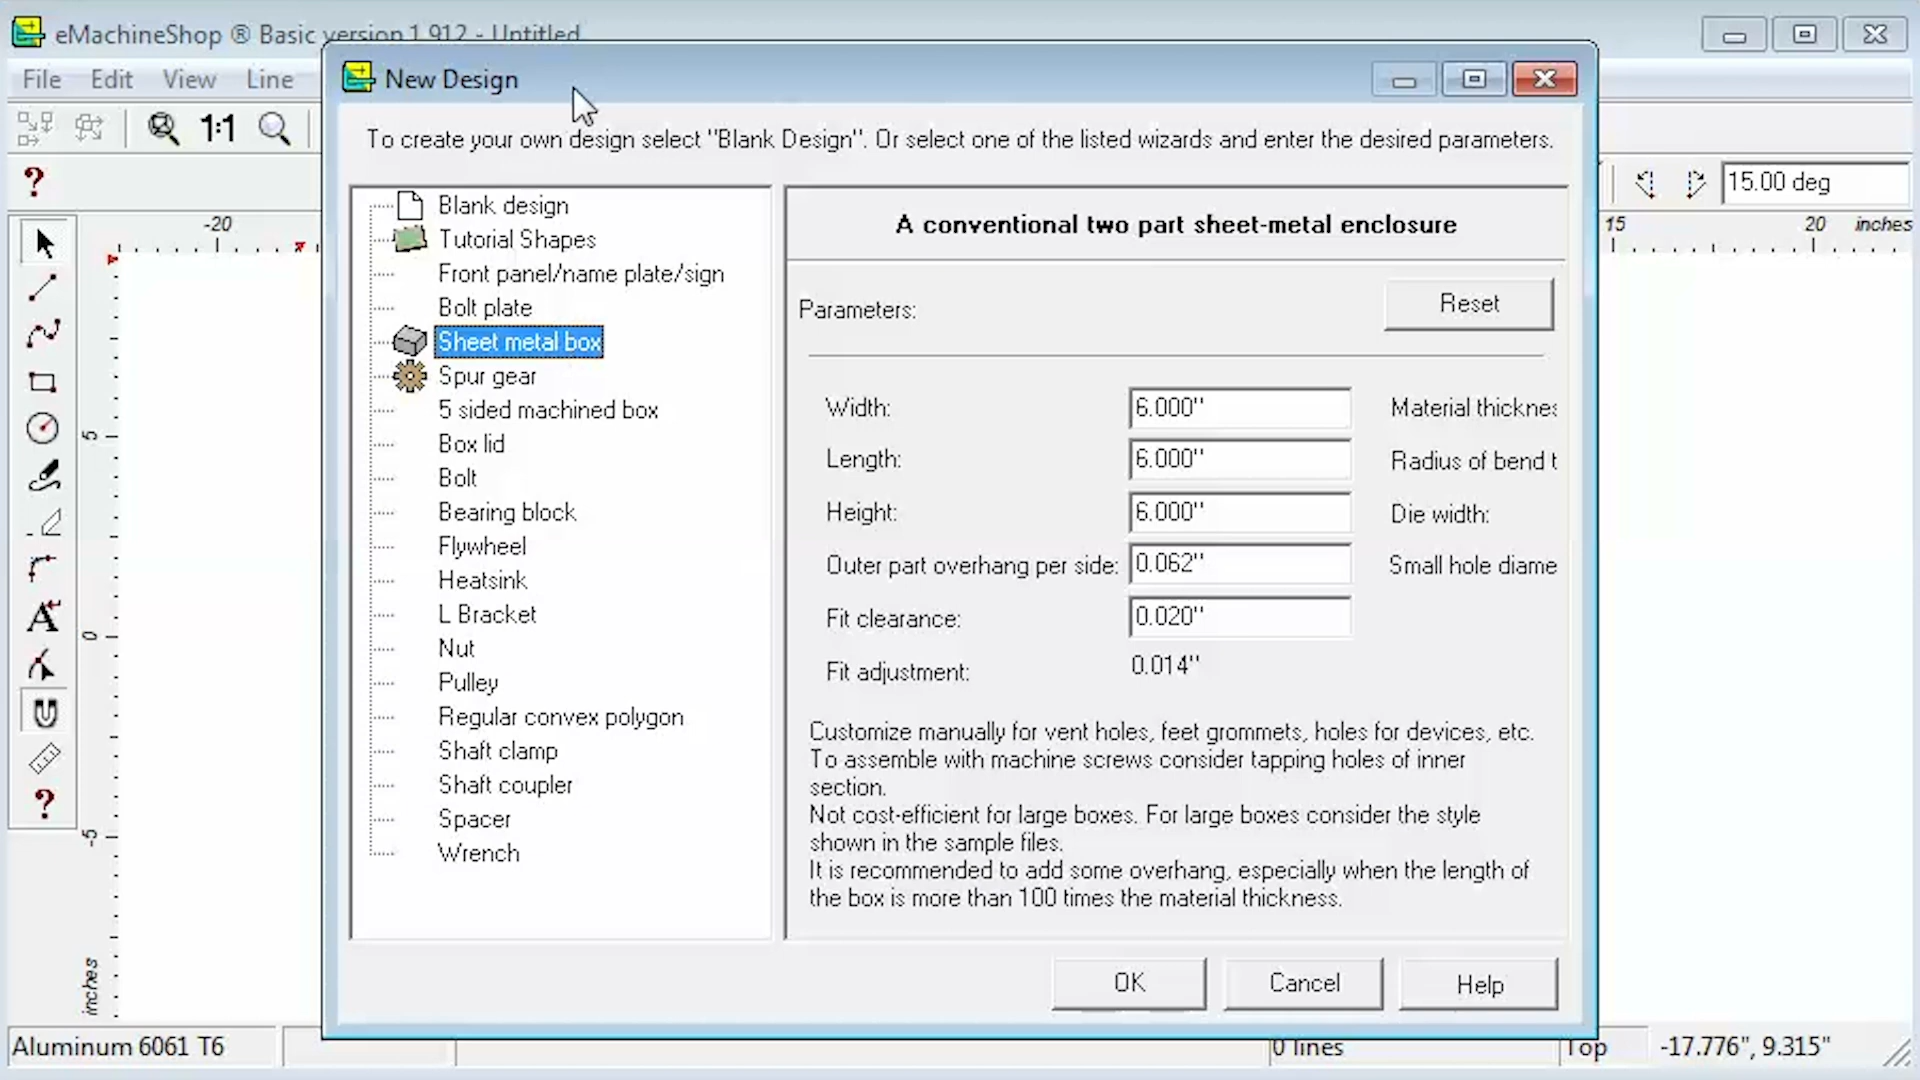 eMachineShop ® Basic version 1.912 - Untitled
New Design
File Edit View Line
To create your own design select "Blank Design". Or select one of the listed wizards and enter the desired parameters.
1:1
?
15.00 deg
-20
15 20 inches
Blank design
Tutorial Shapes
Front panel/name plate/sign
Bolt plate
Sheet metal box
Spur gear
5 sided machined box
Box lid
Bolt
Bearing block
Flywheel
Heatsink
L Bracket
Nut
Pulley
Regular convex polygon
Shaft clamp
Shaft coupler
Spacer
Wrench
A conventional two part sheet-metal enclosure
Parameters:
Reset
Width: 6.000"
Material thicknes
Length: 6.000"
Radius of bend t
Height: 6.000"
Die width:
Outer part overhang per side: 0.062"
Small hole diame
Fit clearance: 0.020"
Fit adjustment: 0.014"
Customize manually for vent holes, feet grommets, holes for devices, etc.
To assemble with machine screws consider tapping holes of inner
section.
Not cost-efficient for large boxes. For large boxes consider the style
shown in the sample files.
It is recommended to add some overhang, especially when the length of
the box is more than 100 times the material thickness.
OK
Cancel
Help
5
0
-5
inches
A
?
Aluminum 6061 T6
0 lines
Top
-17.776", 9.315"